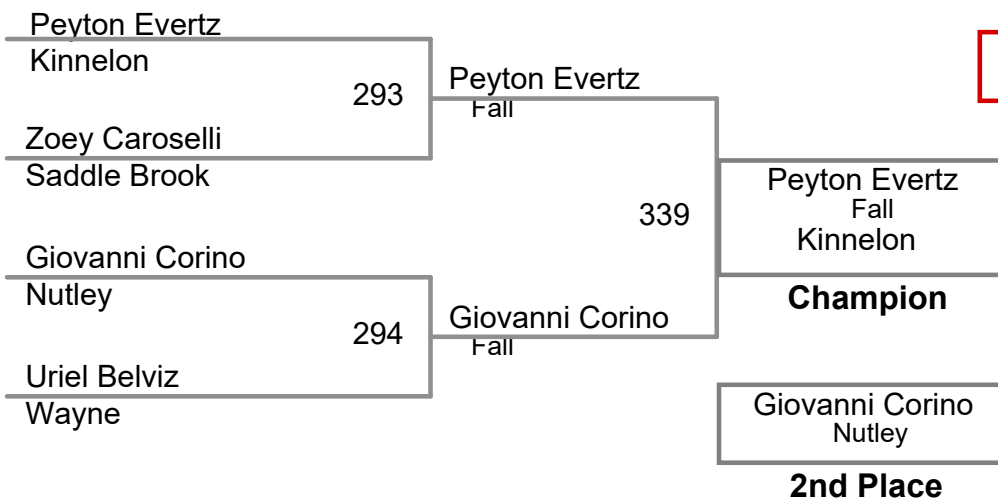 Peyton Evertz
Kinnelon
293
Zoey Caroselli
Saddle Brook
Peyton Evertz
Fall
Giovanni Corino
Nutley
294
Uriel Belviz
Wayne
Giovanni Corino
Fall
339
Peyton Evertz
Fall
Kinnelon
Champion
Giovanni Corino
Nutley
2nd Place